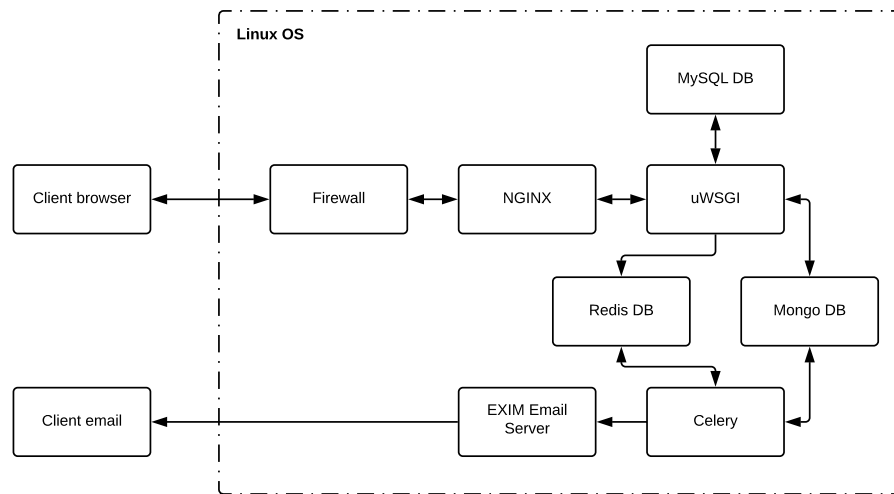 Linux OS
MySQL DB
Client browser
Firewall
NGINX
uWSGI
Redis DB
Mongo DB
Client email
EXIM Email
Server
Celery